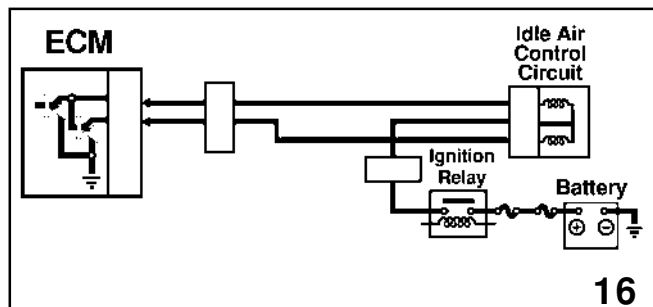 ECM
Idle Air
Control
Circuit
Ignition
Relay
Battery
+ −
16